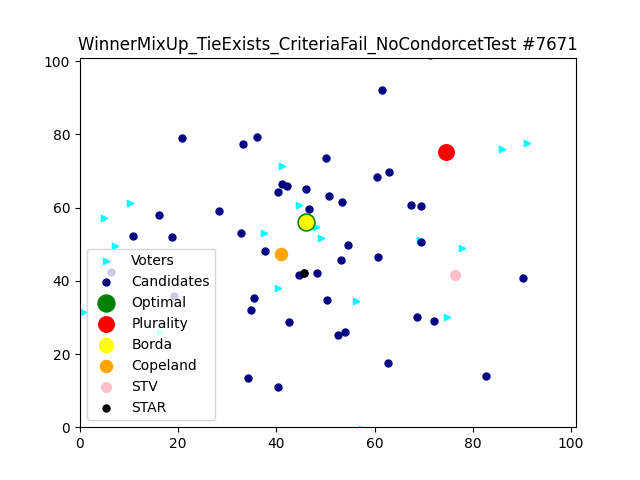 WinnerMixUp_TieExists_CriteriaFail_NoCondorcetTest #7671
100
80
60
40
20
0
Voters
Candidates
Optimal
Plurality
Borda
Copeland
STV
STAR
0 20 40 60 80 100